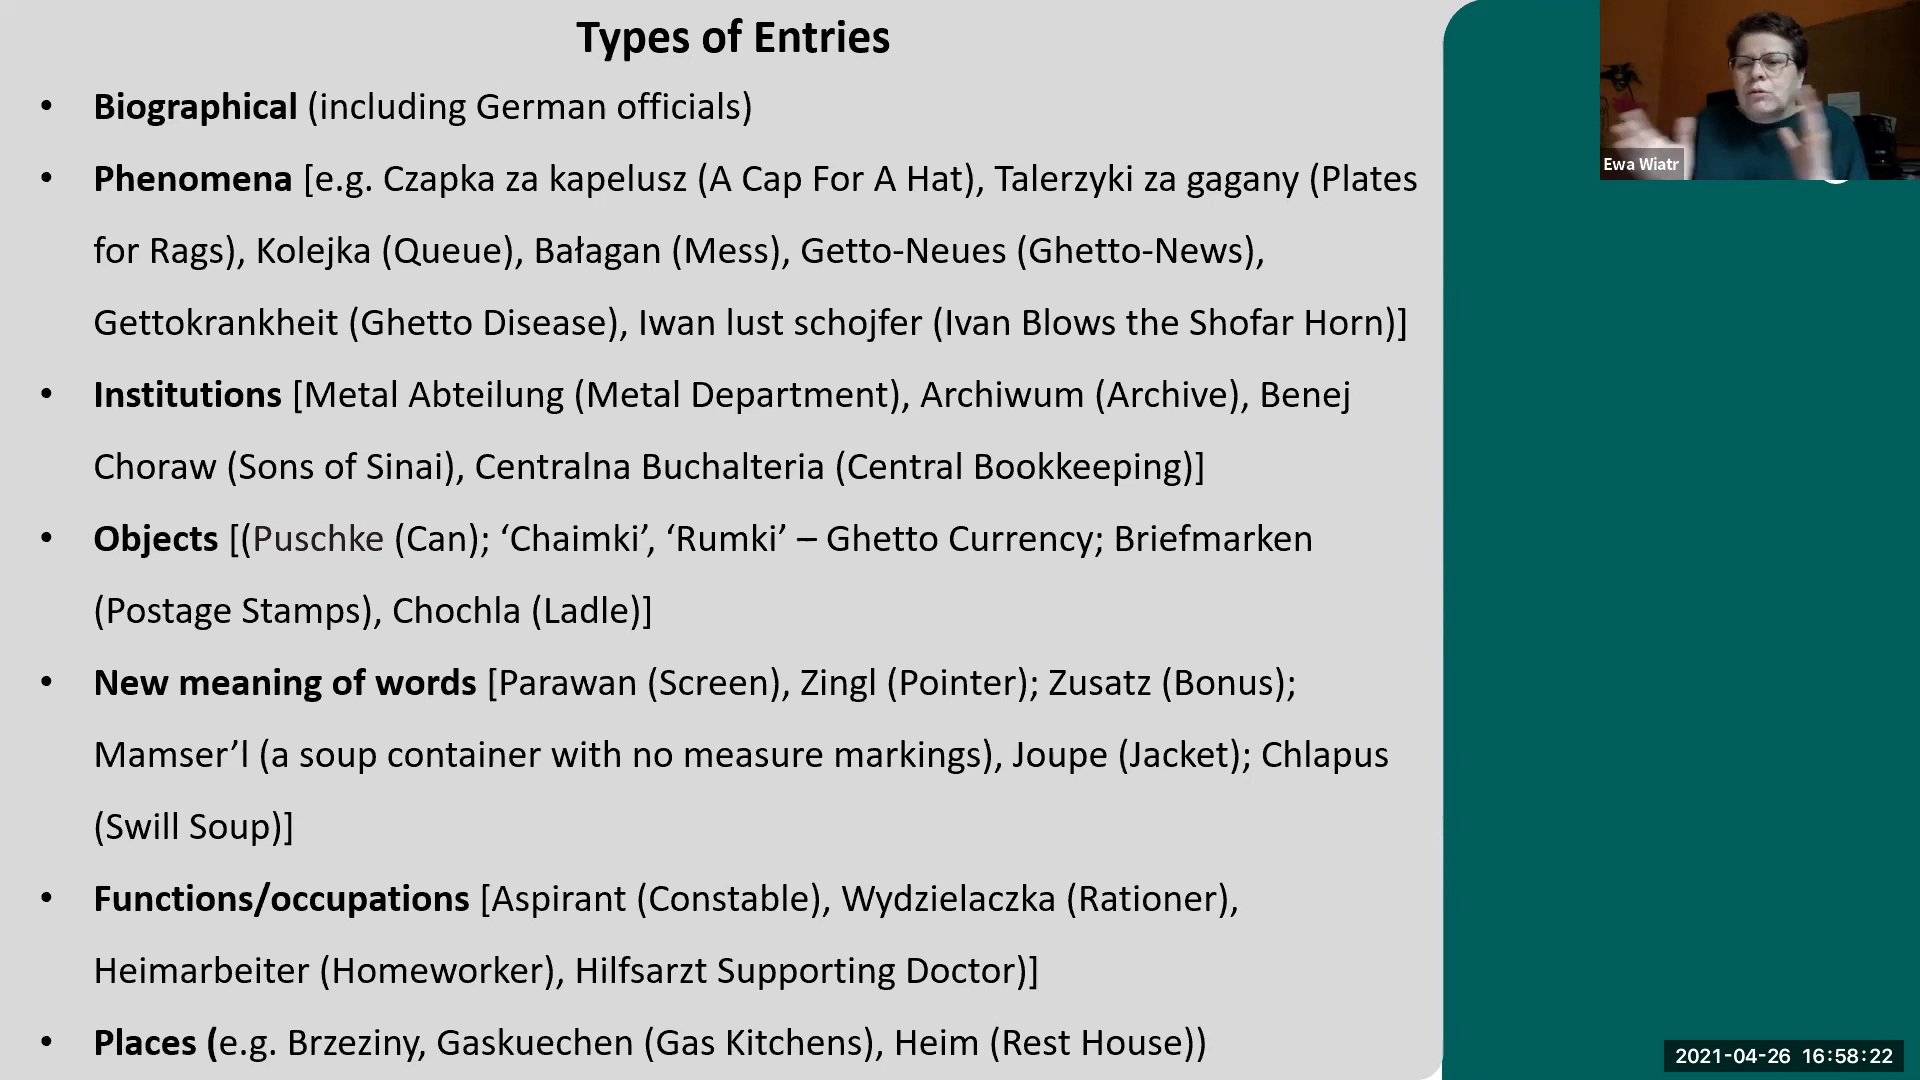 Types of Entries
• Biographical (including German officials)
• Phenomena [e.g. Czapka za kapelusz (A Cap For A Hat), Talerzyki za gagany (Plates
for Rags), Kolejka (Queue), Bałagan (Mess), Getto-Neues (Ghetto-News),
Gettokrankheit (Ghetto Disease), Iwan lust schojfer (Ivan Blows the Shofar Horn)]
• Institutions [Metal Abteilung (Metal Department), Archiwum (Archive), Benej
Choraw (Sons of Sinai), Centralna Buchalteria (Central Bookkeeping)]
• Objects [(Puschke (Can); ‘Chaimki’, ‘Rumki’ – Ghetto Currency; Briefmarken
(Postage Stamps), Chochla (Ladle)]
• New meaning of words [Parawan (Screen), Zingl (Pointer); Zusatz (Bonus);
Mamser’l (a soup container with no measure markings), Joupe (Jacket); Chlapus
(Swill Soup)]
• Functions/occupations [Aspirant (Constable), Wydzielaczka (Rationer),
Heimarbeiter (Homeworker), Hilfsarzt Supporting Doctor)]
• Places (e.g. Brzeziny, Gaskuechen (Gas Kitchens), Heim (Rest House))
Ewa Wiatr
2021-04-26 16:58:22